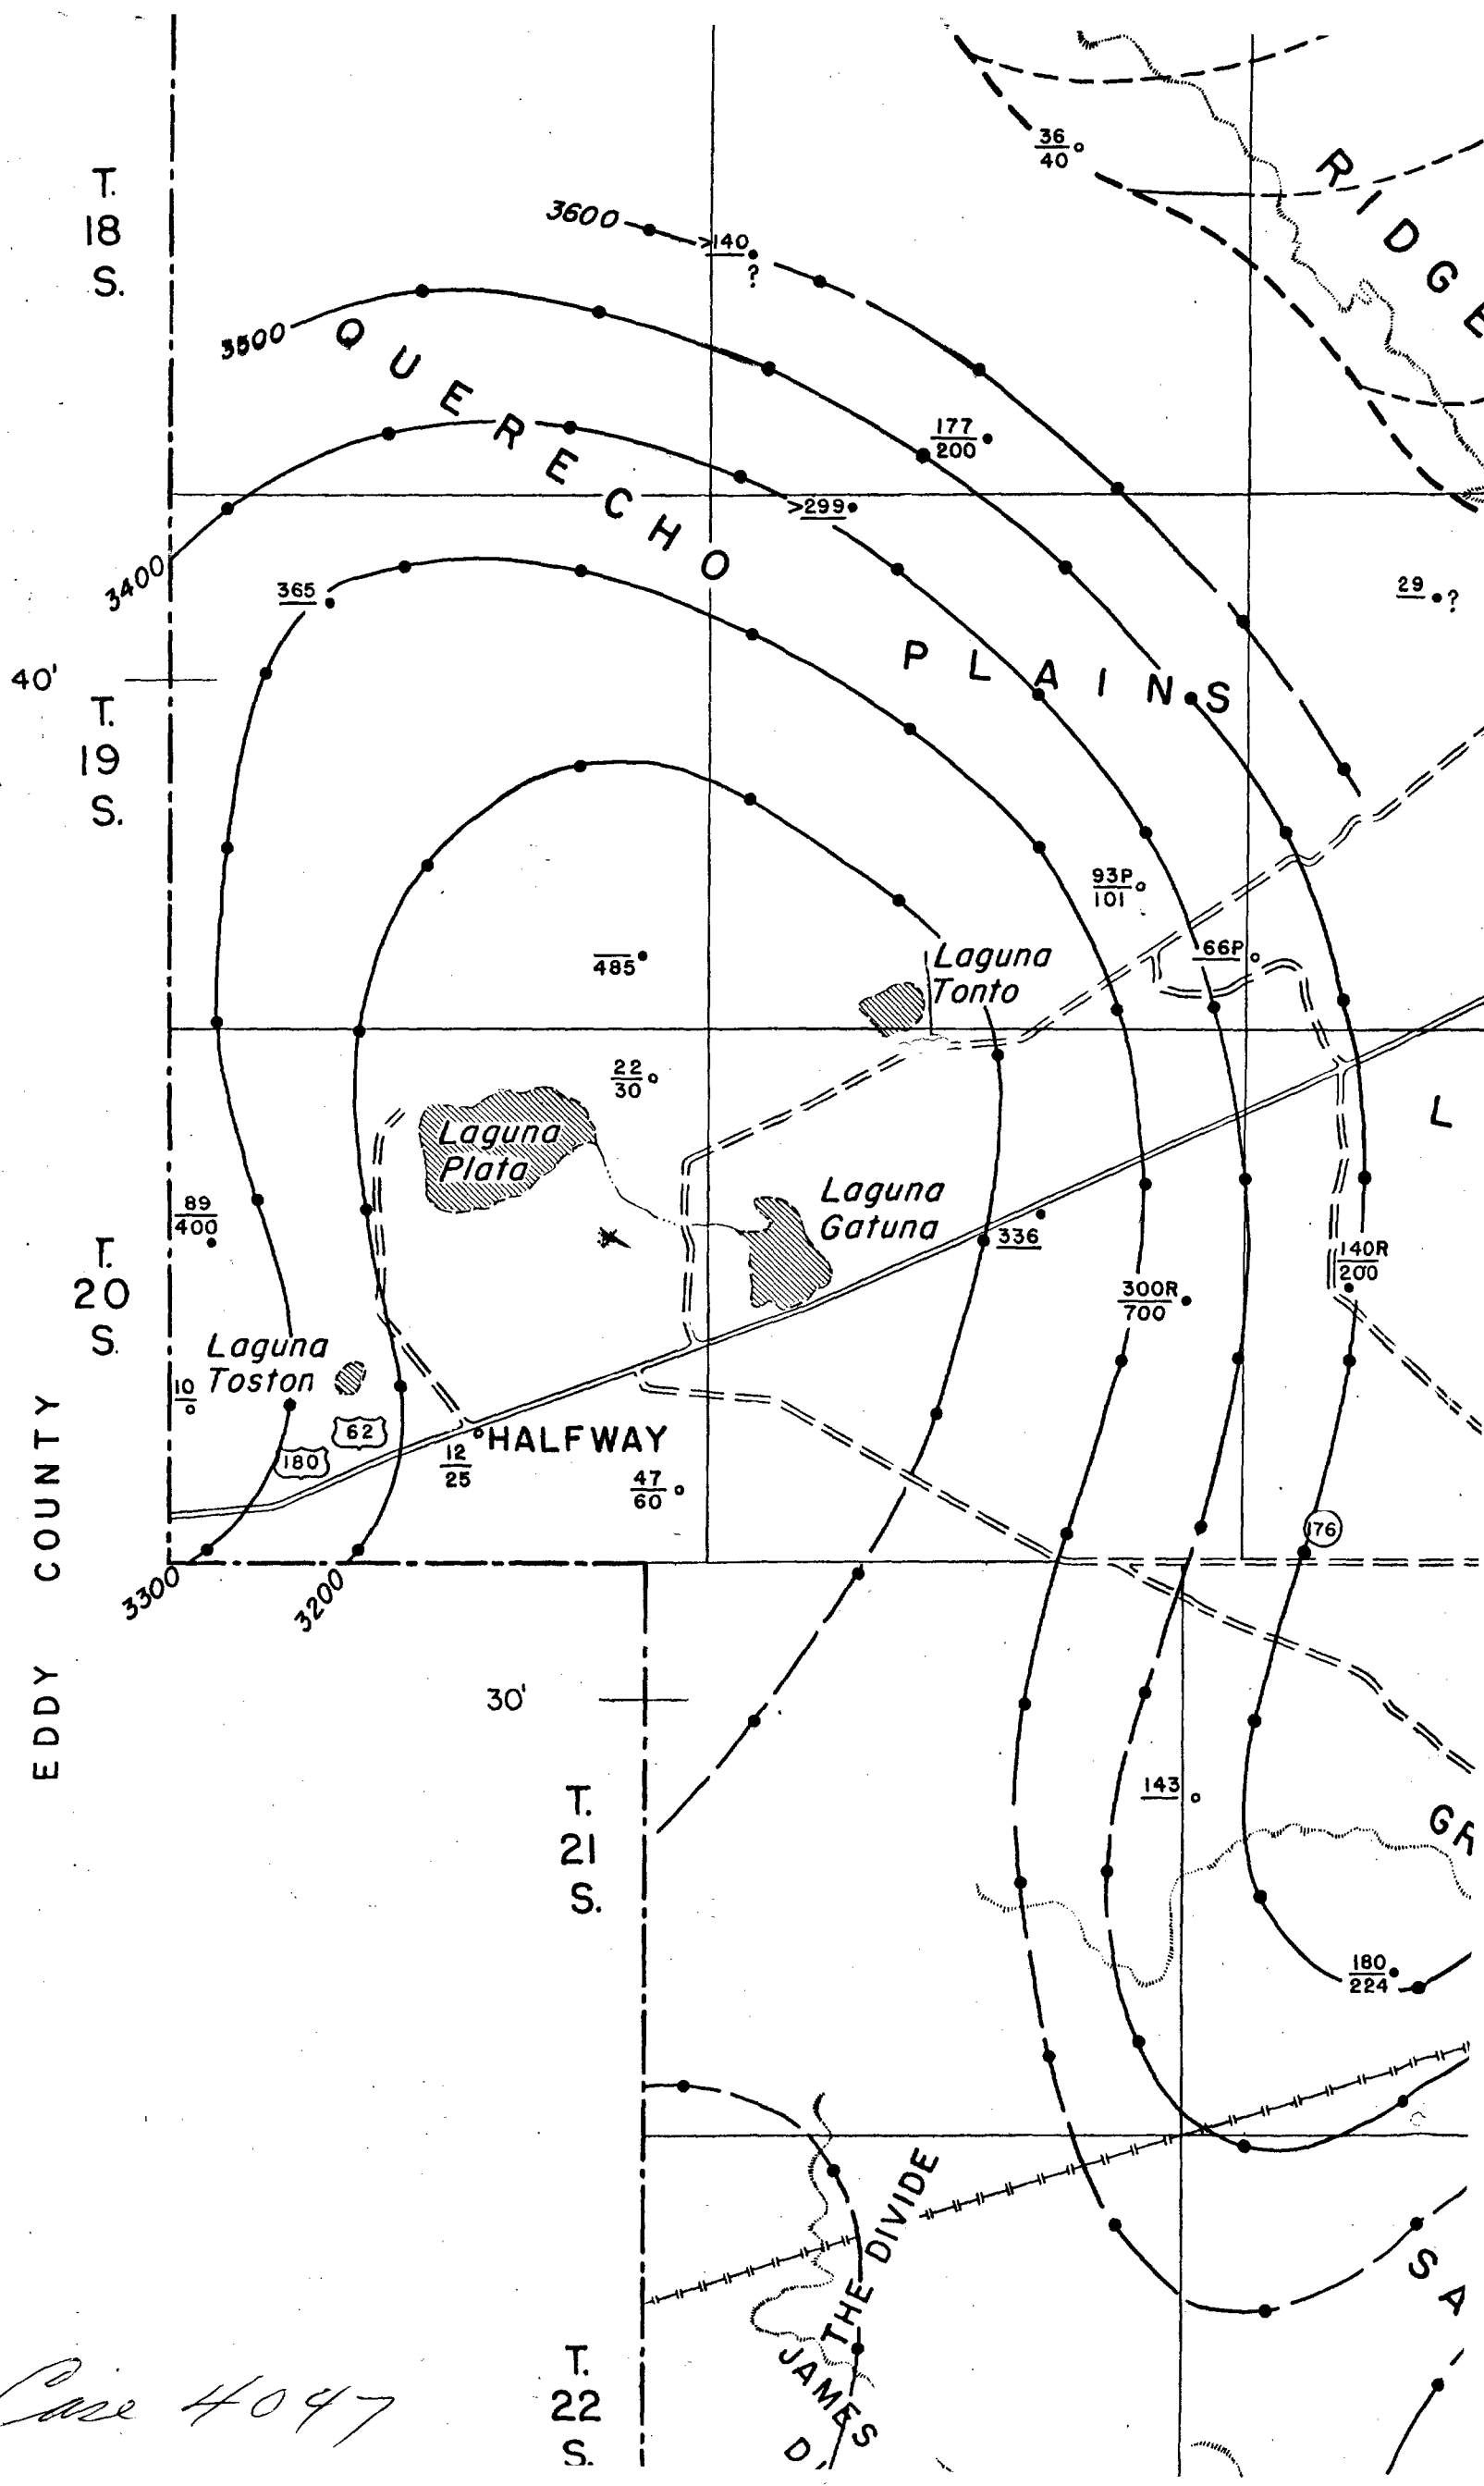 36
40
RIDGE
T.
18
S.
3600
>140
?
3500
QUERECHO
177
200
>299
3400
365
29 ?
PLAINS
40'
T.
19
S.
93P
101
66P
485
Laguna
Tonto
22
30
Laguna
Plata
L
Laguna
Gatuna
89
400
336
T.
20
S.
140R
200
300R
700
Laguna
Toston
10
62
180
HALFWAY
12
25
47
60
EDDY COUNTY
176
3300
3200
30'
143
T.
21
S.
GR
180
224
THE DIVIDE
SA
JAMES
D.
T.
22
S.
Case 4047